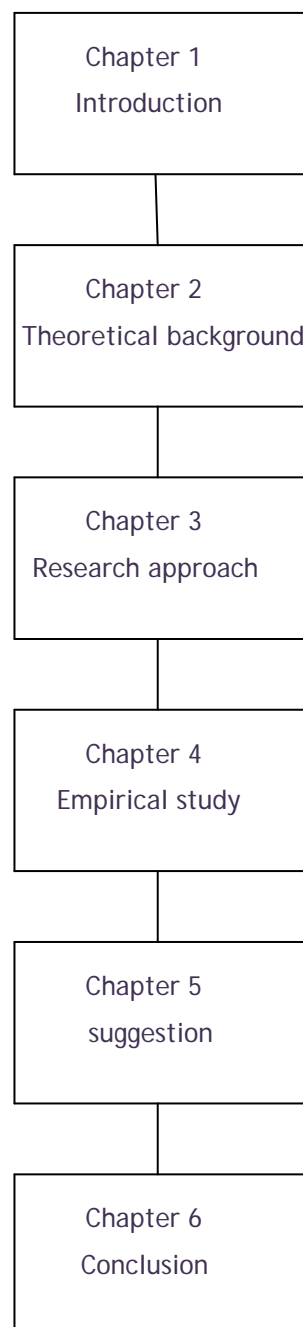 Chapter 1
Introduction
Chapter 2
Theoretical background
Chapter 3
Research approach
Chapter 4
Empirical study
Chapter 5
suggestion
Chapter 6
Conclusion